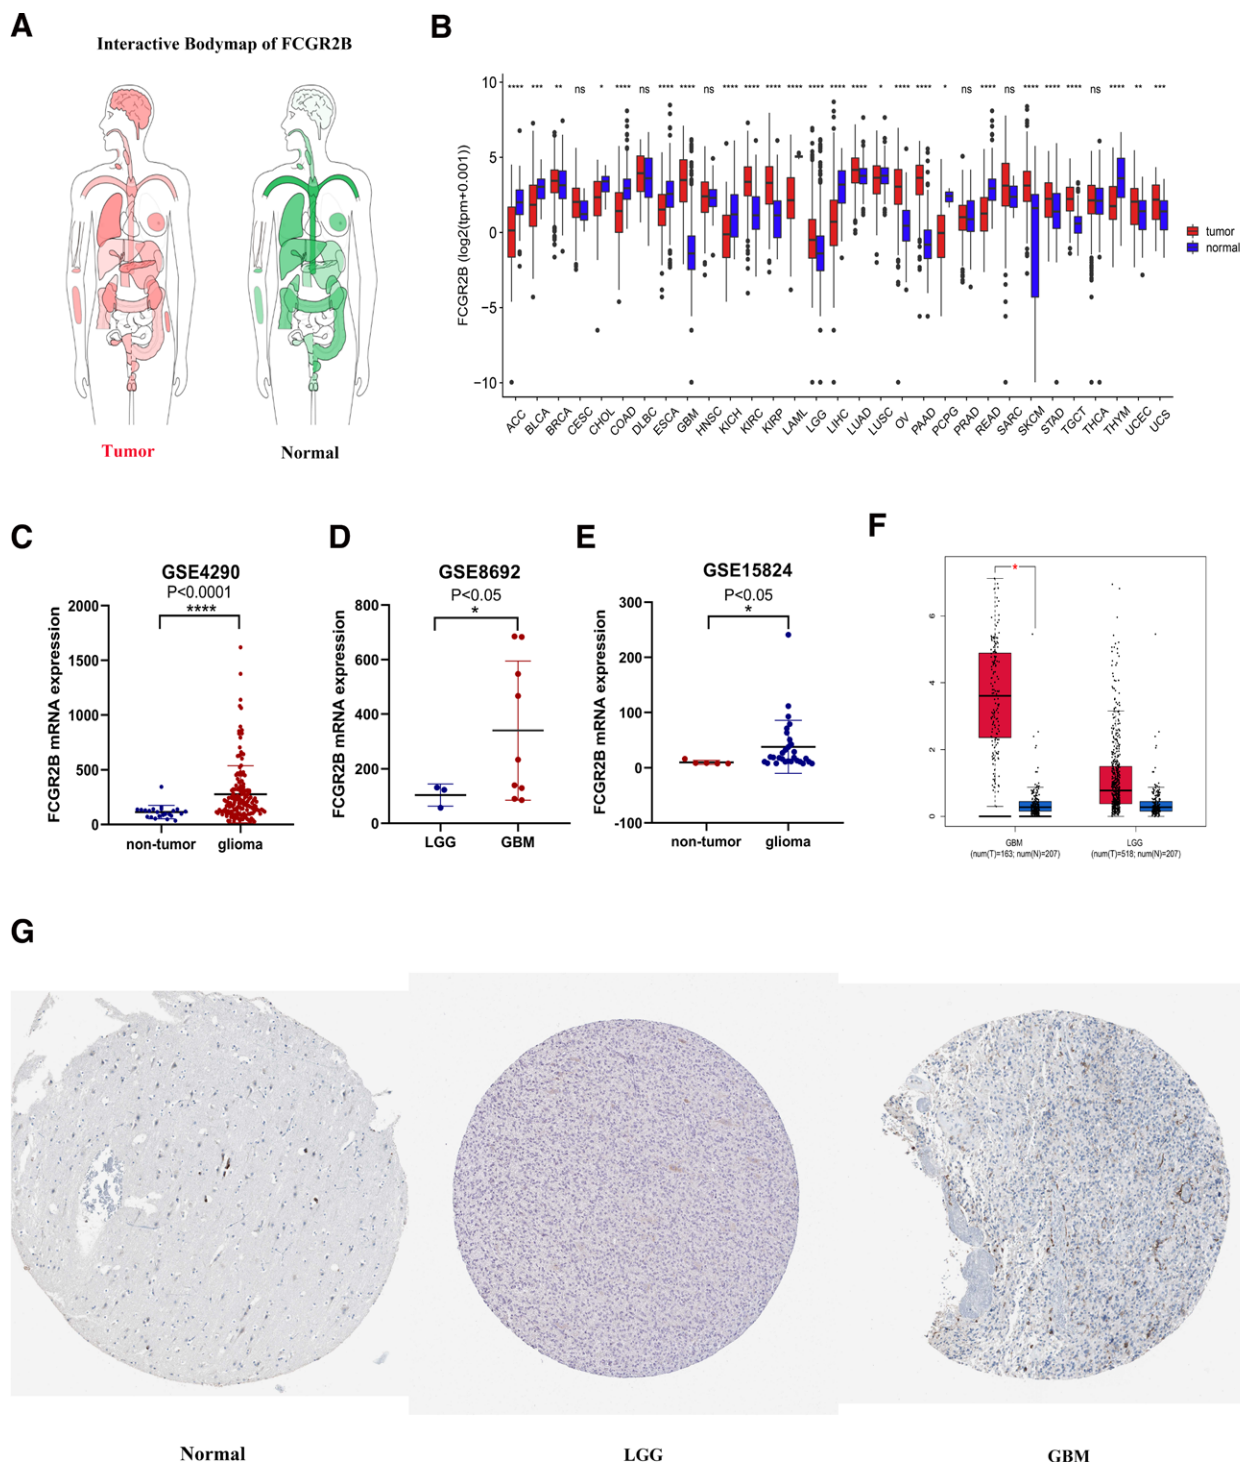 A
Interactive Bodymap of FCGR2B
Tumor
Normal
B
FCGR2B (log2(tpm+0.001))
10
5
0
−5
−10
**** *** ** ns * **** ns **** **** ns **** **** **** **** **** **** **** * **** **** * ns **** ns **** **** **** ns **** ** ***
ACC BLCA BRCA CESC CHOL COAD DLBC ESCA GBM HNSC KICH KIRC KIRP LAML LGG LIHC LUAD LUSC OV PAAD PCPG PRAD READ SARC SKCM STAD TGCT THCA THYM UCEC UCS
tumor
normal
C
GSE4290
P<0.0001
****
FCGR2B mRNA expression
2000
1500
1000
500
0
non-tumor glioma
D
GSE8692
P<0.05
*
FCGR2B mRNA expression
800
600
400
200
0
LGG GBM
E
GSE15824
P<0.05
*
FCGR2B mRNA expression
300
200
100
0
-100
non-tumor glioma
F
*
6
4
2
0
GBM
(num(T)=163; num(N)=207)
LGG
(num(T)=518; num(N)=207)
G
Normal
LGG
GBM